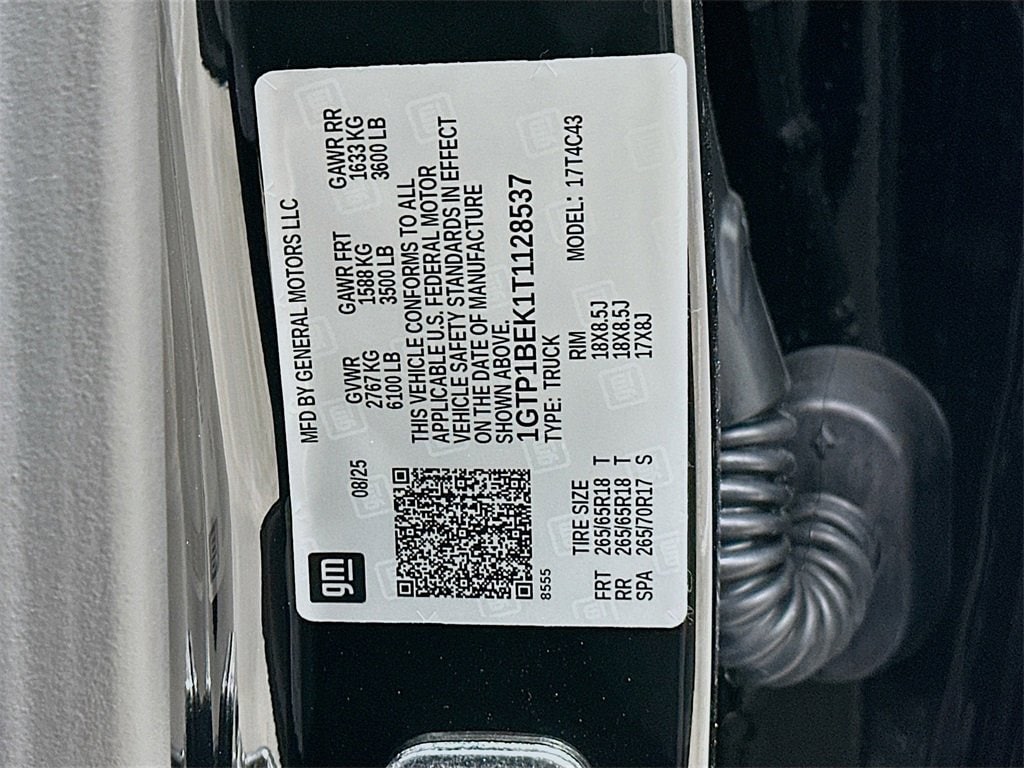 gm
MFD BY GENERAL MOTORS LLC
08/25
GVWR GAWR FRT GAWR RR
2767 KG 1588 KG 1633 KG
6100 LB 3500 LB 3600 LB
THIS VEHICLE CONFORMS TO ALL
APPLICABLE U.S. FEDERAL MOTOR
VEHICLE SAFETY STANDARDS IN EFFECT
ON THE DATE OF MANUFACTURE
SHOWN ABOVE.
1GTP1BEK1T1128537
8555
TYPE: TRUCK MODEL: 17T4C43
TIRE SIZE RIM
FRT 265/65R18 T 18X8.5J
RR 265/65R18 T 18X8.5J
SPA 265/70R17 S 17X8J